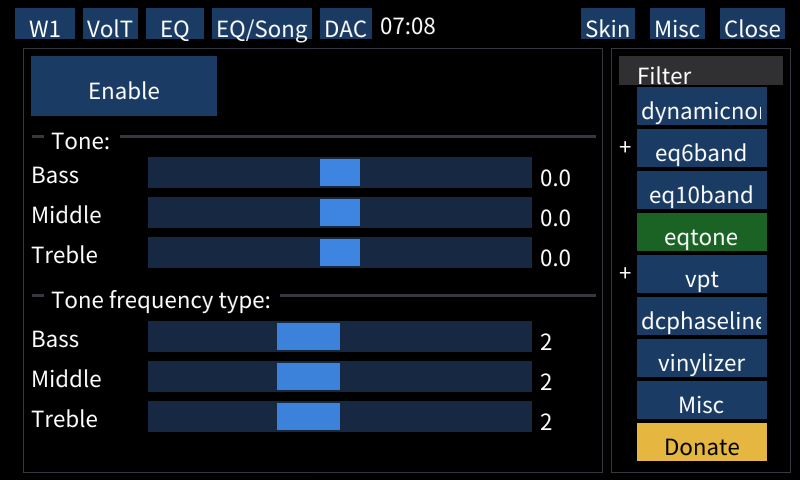 W1 VolT EQ EQ/Song DAC 07:08 Skin Misc Close
Enable
Tone:
Bass 0.0
Middle 0.0
Treble 0.0
Tone frequency type:
Bass 2
Middle 2
Treble 2
Filter
dynamicnor
+ eq6band
eq10band
eqtone
+ vpt
dcphaseline
vinylizer
Misc
Donate